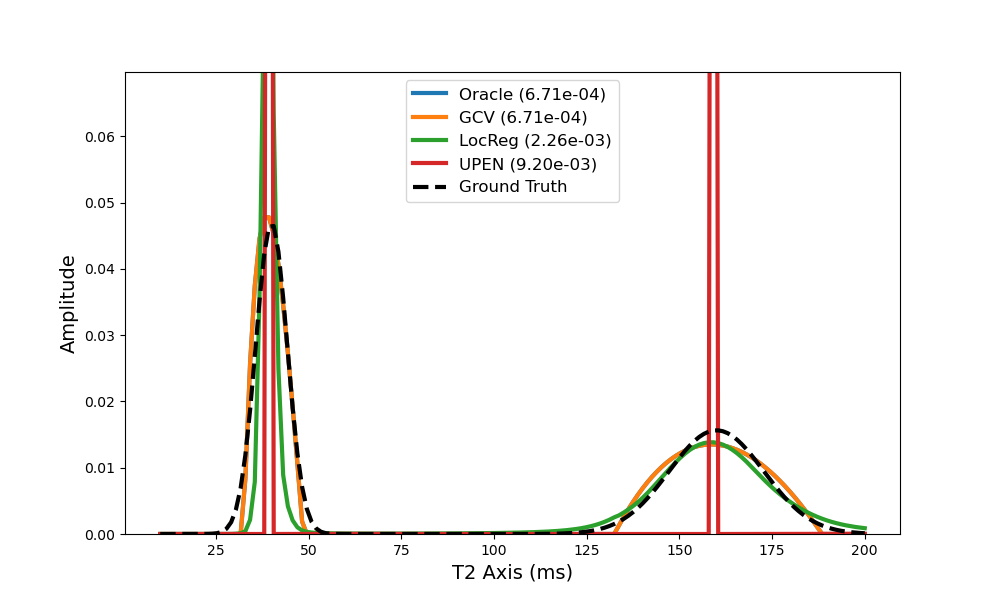 Oracle (6.71e-04)
GCV (6.71e-04)
LocReg (2.26e-03)
UPEN (9.20e-03)
Ground Truth
Amplitude
0.06
0.05
0.04
0.03
0.02
0.01
0.00
25 50 75 100 125 150 175 200
T2 Axis (ms)